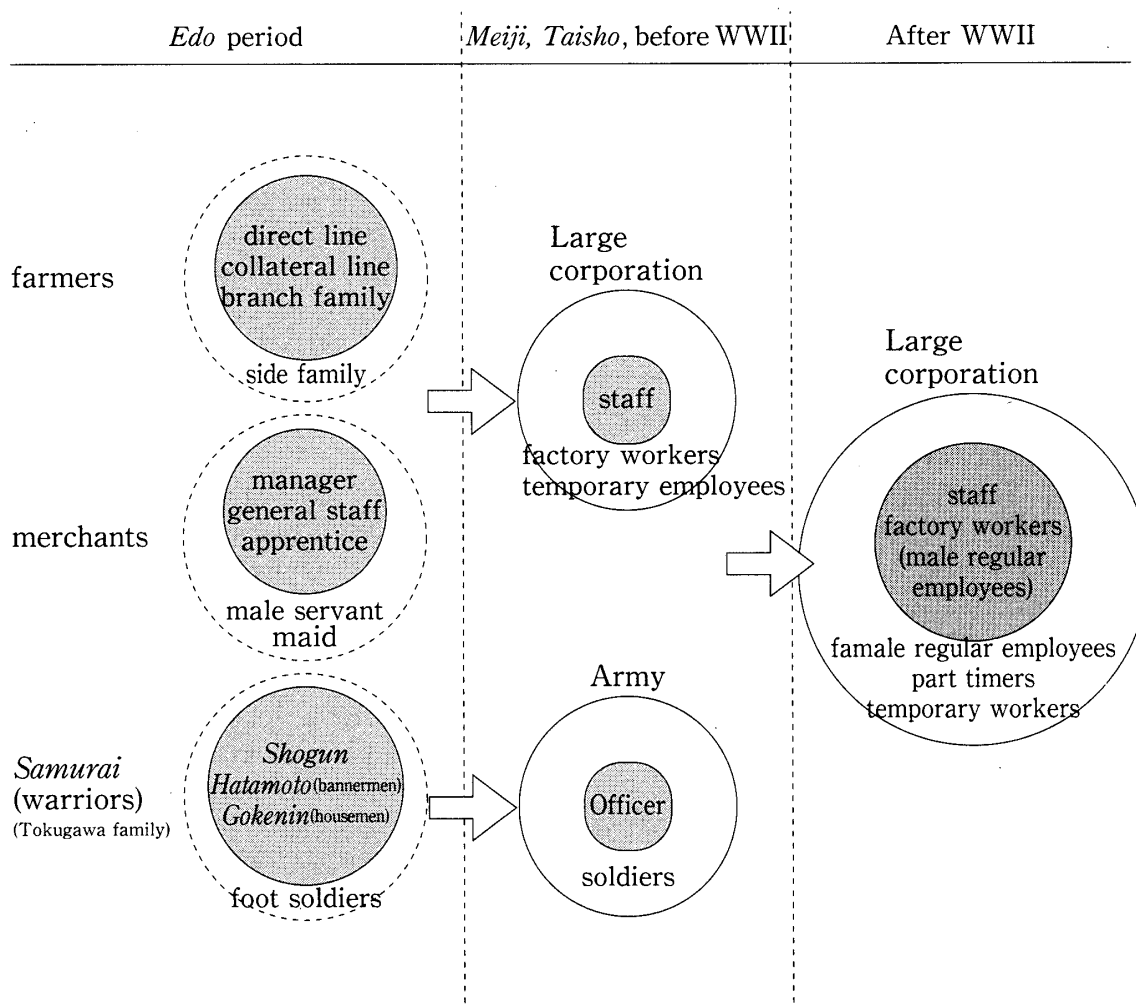 Edo period
Meiji, Taisho, before WWII
After WWII
farmers
direct line
collateral line
branch family
side family
merchants
manager
general staff
apprentice
male servant
maid
Samurai
(warriors)
(Tokugawa family)
Shogun
Hatamoto(bannermen)
Gokenin(housemen)
foot soldiers
Large
corporation
staff
factory workers
temporary employees
Army
Officer
soldiers
Large
corporation
staff
factory workers
(male regular
employees)
famale regular employees
part timers
temporary workers